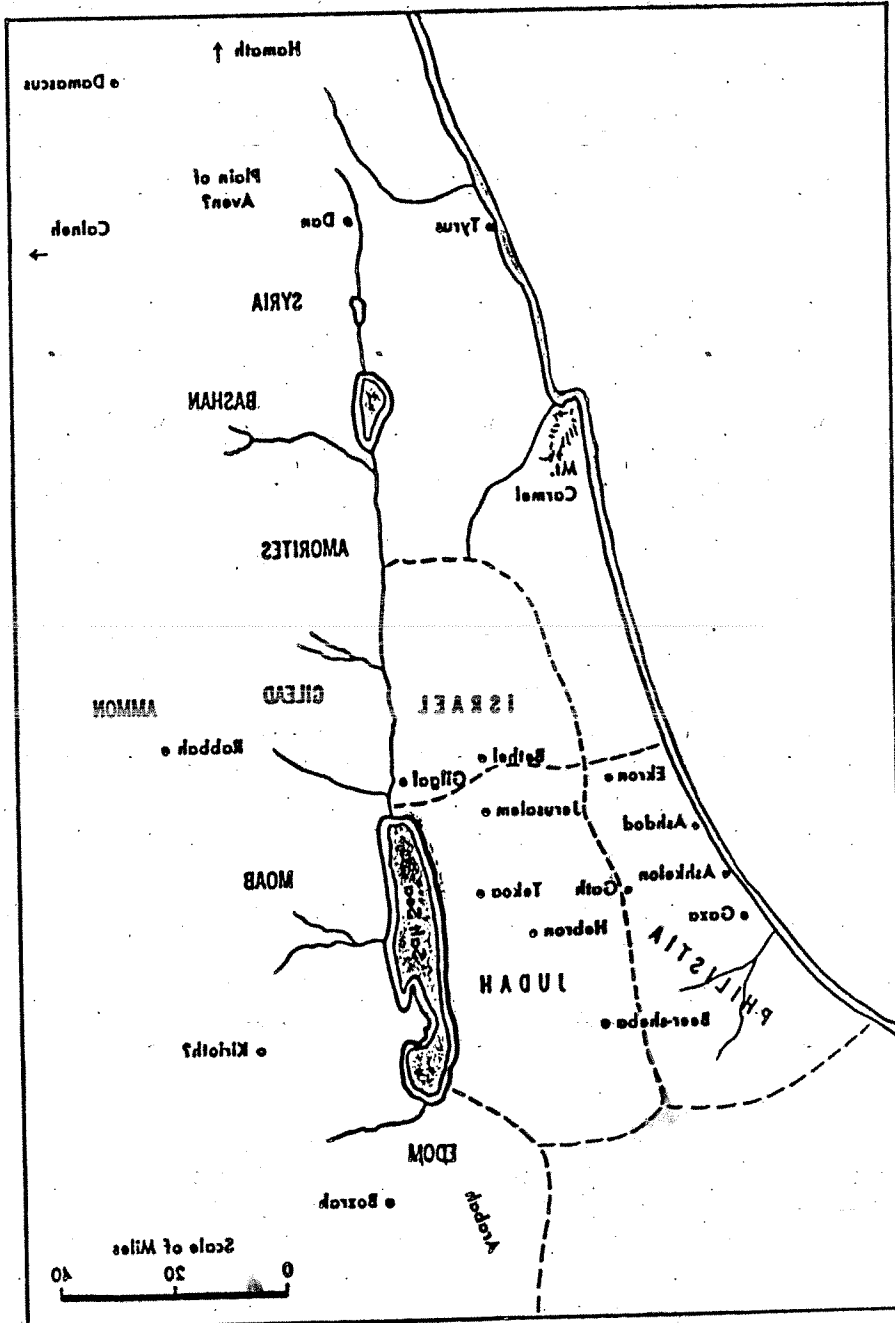 Hamath
Damascus
Plain of
Aven?
Calneh
Dan
Tyrus
SYRIA
BASHAN
Mt.
Carmel
AMORITES
ISRAEL
GILEAD
AMMON
Rabbah
Gilgal
Bethel
Ekron
Jerusalem
Ashdod
Ashkelon
MOAB
Tekoa
Gath
Gaza
Hebron
PHILISTIA
Salt Sea
JUDAH
Beer-sheba
Kirioth?
EDOM
Bozrah
Arabah
Scale of Miles
0 20 40